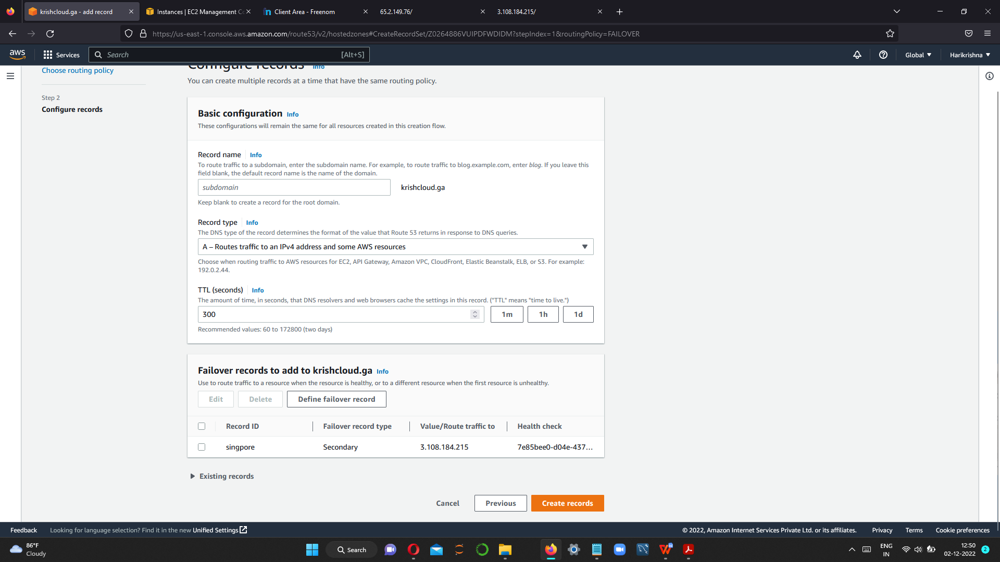 krishcloud.ga - add record
Instances | EC2 Management Co
Client Area - Freenom
65.2.149.76/
3.108.184.215/
https://us-east-1.console.aws.amazon.com/route53/v2/hostedzones#CreateRecordSet/Z0264886VUIPDFWDIDM?stepIndex=1&routingPolicy=FAILOVER
aws
Services
Search
[Alt+S]
Global
Harikrishna
Choose routing policy
Step 2
Configure records
Configure records Info
You can create multiple records at a time that have the same routing policy.
Basic configuration Info
These configurations will remain the same for all resources created in this creation flow.
Record name Info
To route traffic to a subdomain, enter the subdomain name. For example, to route traffic to blog.example.com, enter blog. If you leave this
field blank, the default record name is the name of the domain.
subdomain
krishcloud.ga
Keep blank to create a record for the root domain.
Record type Info
The DNS type of the record determines the format of the value that Route 53 returns in response to DNS queries.
A – Routes traffic to an IPv4 address and some AWS resources
Choose when routing traffic to AWS resources for EC2, API Gateway, Amazon VPC, CloudFront, Elastic Beanstalk, ELB, or S3. For example:
192.0.2.44.
TTL (seconds) Info
The amount of time, in seconds, that DNS resolvers and web browsers cache the settings in this record. ("TTL" means "time to live.")
300
1m
1h
1d
Recommended values: 60 to 172800 (two days)
Failover records to add to krishcloud.ga Info
Use to route traffic to a resource when the resource is healthy, or to a different resource when the first resource is unhealthy.
Edit
Delete
Define failover record
Record ID
Failover record type
Value/Route traffic to
Health check
singpore
Secondary
3.108.184.215
7e85bee0-d04e-437...
Existing records
Cancel
Previous
Create records
Feedback
Looking for language selection? Find it in the new Unified Settings
© 2022, Amazon Internet Services Private Ltd. or its affiliates.
Privacy
Terms
Cookie preferences
86°F
Cloudy
Search
ENG
IN
12:50
02-12-2022
2